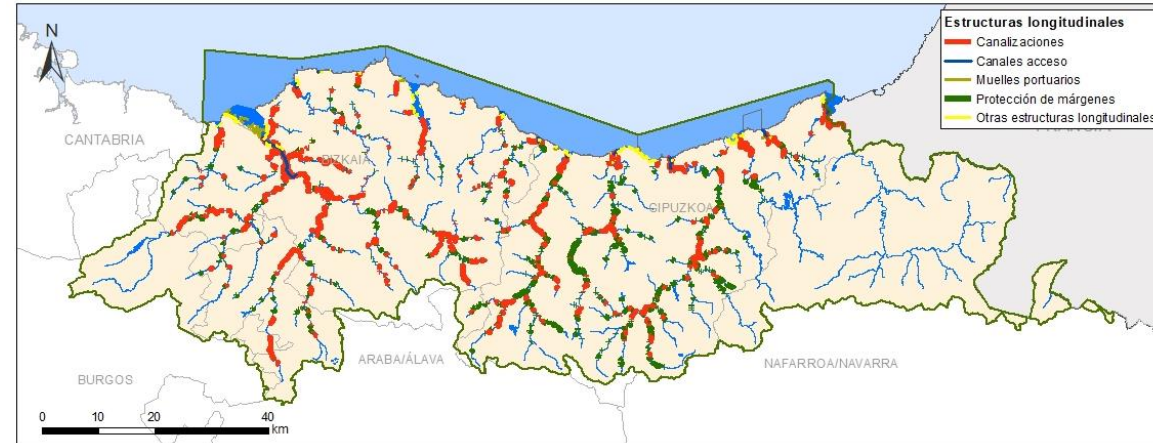 Estructuras longitudinales
Canalizaciones
Canales acceso
Muelles portuarios
Protección de márgenes
Otras estructuras longitudinales
N
CANTABRIA
BIZKAIA
GIPUZKOA
ARABA/ÁLAVA
NAFARROA/NAVARRA
BURGOS
0 10 20 40
km